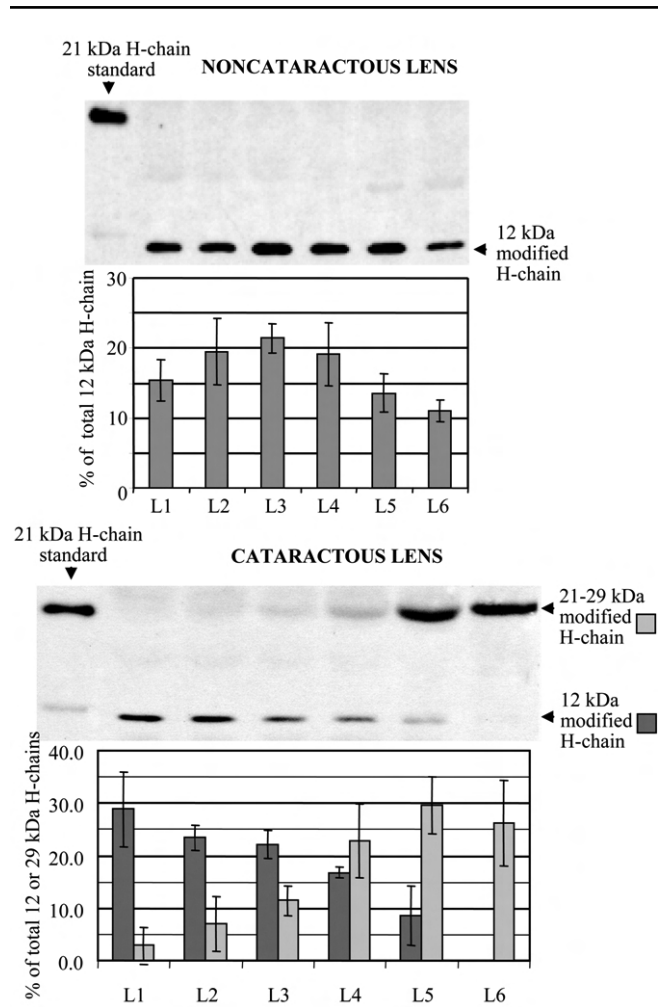 21 kDa H-chain
standard
NONCATARACTOUS LENS
12 kDa
modified
H-chain
% of total 12 kDa H-chain
30
20
10
0
L1 L2 L3 L4 L5 L6
21 kDa H-chain
standard
CATARACTOUS LENS
21-29 kDa
modified
H-chain
12 kDa
modified
H-chain
% of total 12 or 29 kDa H-chains
40.0
30.0
20.0
10.0
0.0
L1 L2 L3 L4 L5 L6